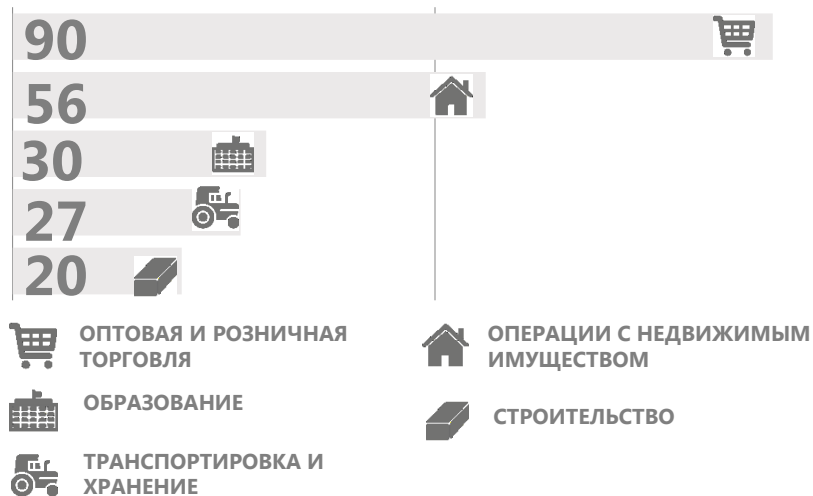 90
56
30
27
20
ОПТОВАЯ И РОЗНИЧНАЯ
ТОРГОВЛЯ
ОПЕРАЦИИ С НЕДВИЖИМЫМ
ИМУЩЕСТВОМ
ОБРАЗОВАНИЕ
СТРОИТЕЛЬСТВО
ТРАНСПОРТИРОВКА И
ХРАНЕНИЕ